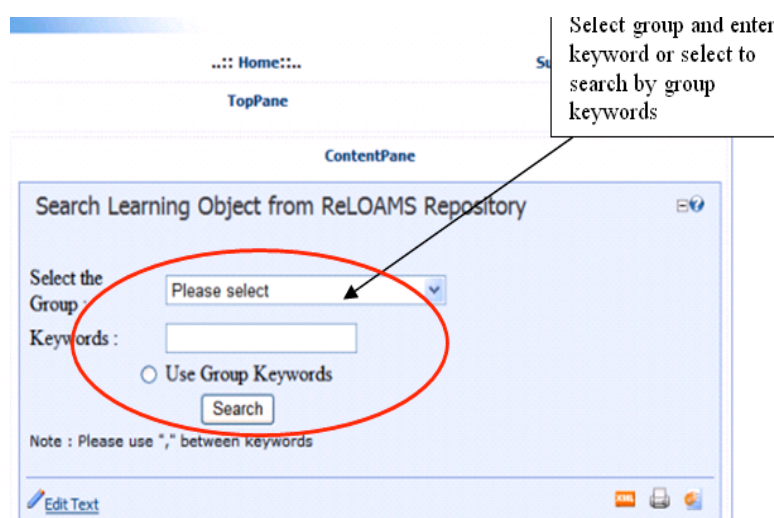 Select group and enter
keyword or select to
search by group
keywords
..:: Home::..
TopPane
ContentPane
Search Learning Object from ReLOAMS Repository
Select the
Group :
Please select
Keywords :
Use Group Keywords
Search
Note : Please use "," between keywords
Edit Text
XML